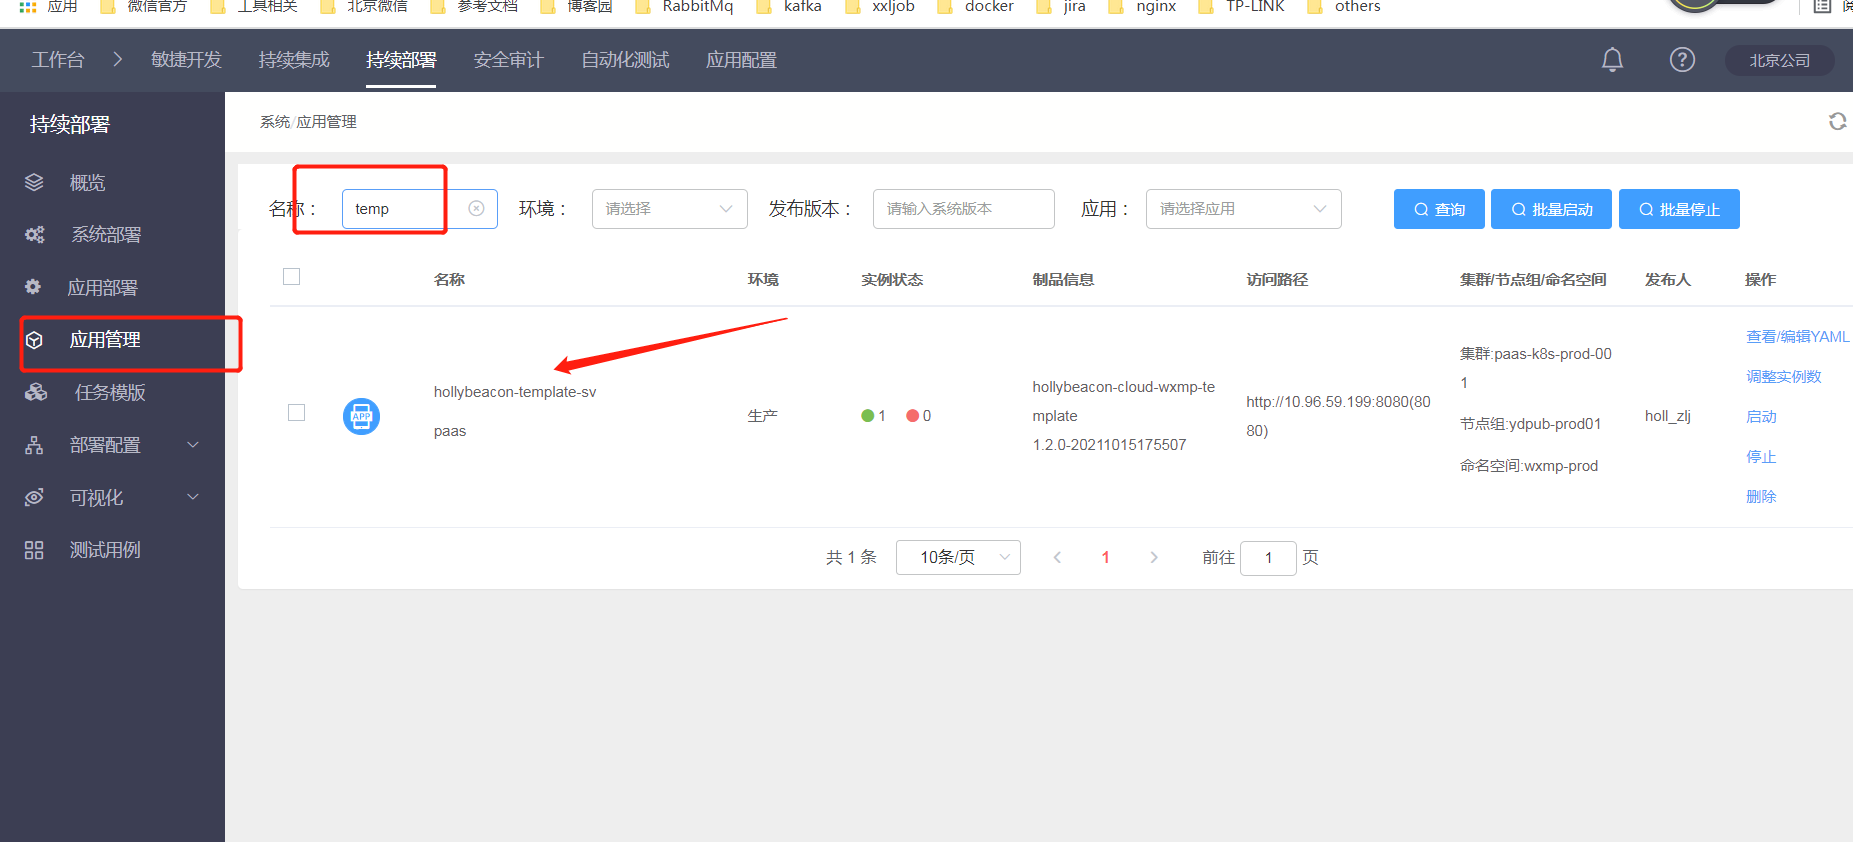 应用 微信官方 工具相关 北京微信 参考文档 博客园 RabbitMq kafka xxljob docker jira nginx TP-LINK others
工作台 敏捷开发 持续集成 持续部署 安全审计 自动化测试 应用配置 北京公司
持续部署
概览
系统部署
应用部署
应用管理
任务模版
部署配置
可视化
测试用例
系统/应用管理
名称： temp 环境： 请选择 发布版本： 请输入系统版本 应用： 请选择应用 查询 批量启动 批量停止
名称 环境 实例状态 制品信息 访问路径 集群/节点组/命名空间 发布人 操作
APP
hollybeacon-template-sv
paas
生产
1 0
hollybeacon-cloud-wxmp-te
mplate
1.2.0-20211015175507
http://10.96.59.199:8080(80
80)
集群:paas-k8s-prod-00
1
节点组:ydpub-prod01
命名空间:wxmp-prod
holl_zlj
查看/编辑YAML
调整实例数
启动
停止
删除
共 1 条 10条/页 1 前往 1 页